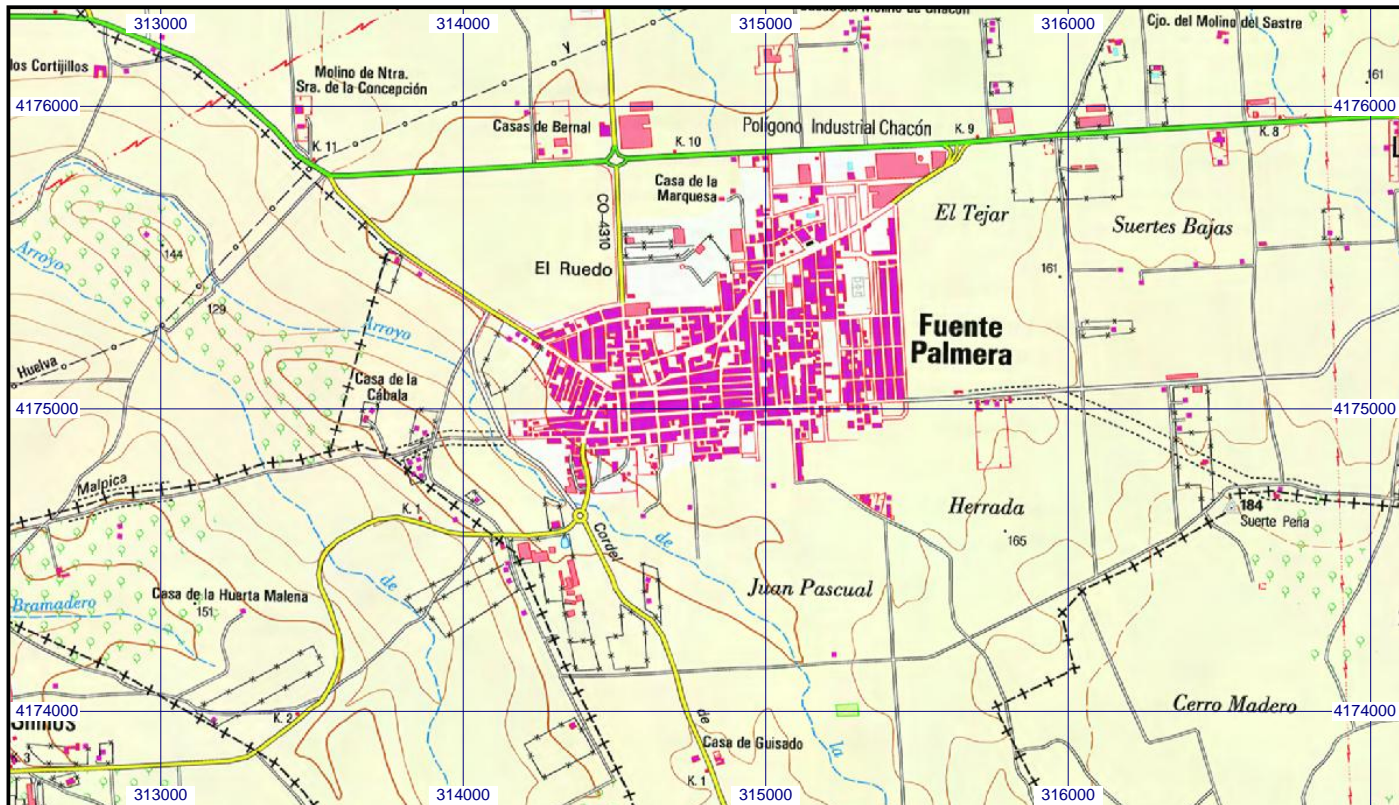 313000
314000
315000
316000
Cjo. del Molino del Sastre
los Cortijillos
161
Molino de Ntra.
Sra. de la Concepción
y
4176000
4176000
Casas de Bernal
Polígono Industrial Chacón
K. 9
K. 8
K. 11
K. 10
Casa de la
Marquesa
CO-4310
El Tejar
Suertes Bajas
Arroyo
144
El Ruedo
161
129
Arroyo
Fuente
Palmera
Huelva
Casa de la
Cábala
4175000
4175000
Malpica
K. 1
Cordel
de
Herrada
184
Suerte Peña
165
de
Juan Pascual
Bramadero
Casa de la Huerta Malena
151
K. 2
4174000
4174000
Cerro Madero
de
la
Casa de Guisado
K. 1
3
313000
314000
315000
316000